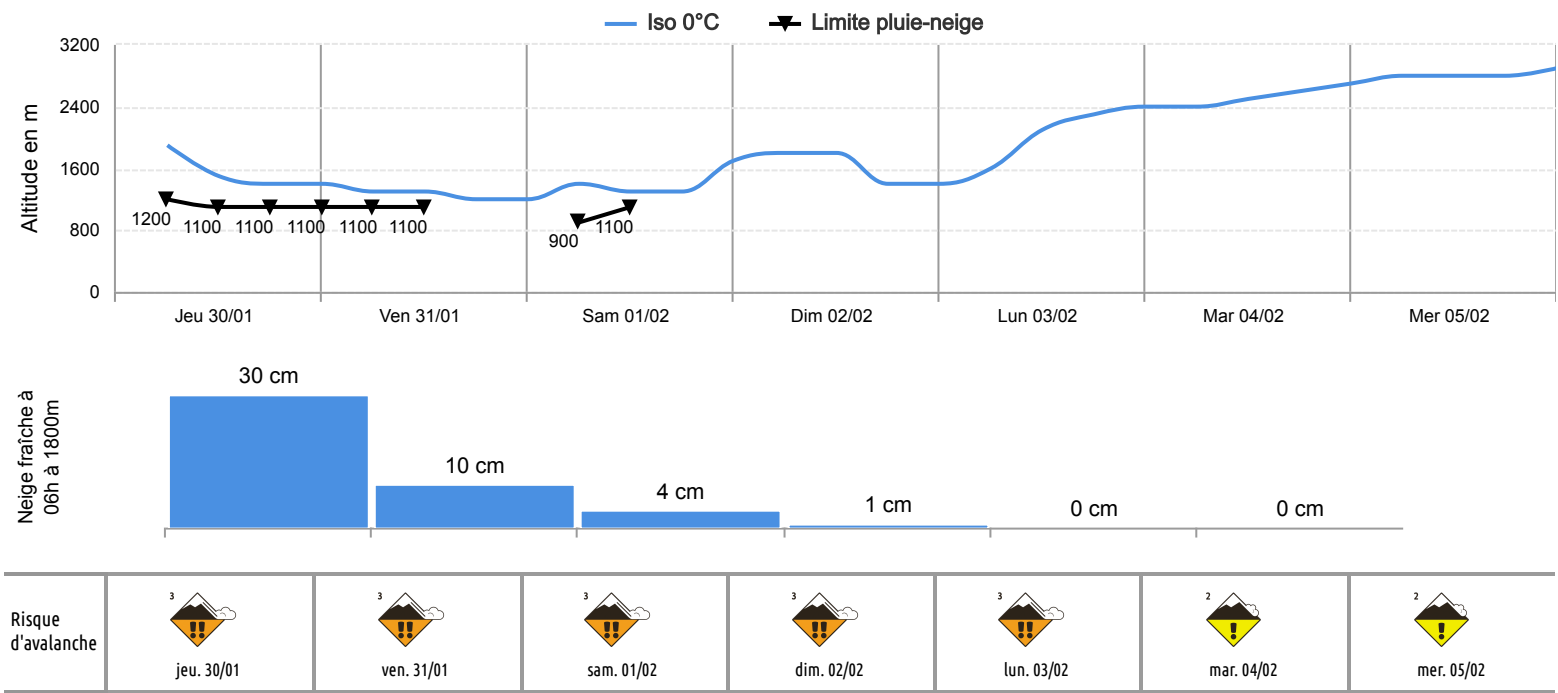 Iso 0°C Limite pluie-neige
Altitude en m
3200
2400
1600
800
0
1200 1100 1100 1100 1100 1100 900 1100
Jeu 30/01 Ven 31/01 Sam 01/02 Dim 02/02 Lun 03/02 Mar 04/02 Mer 05/02
Neige fraîche à
06h à 1800m
30 cm 10 cm 4 cm 1 cm 0 cm 0 cm
Risque
d'avalanche
3 3 3 3 3 2 2
!! !! !! !! !! ! !
jeu. 30/01 ven. 31/01 sam. 01/02 dim. 02/02 lun. 03/02 mar. 04/02 mer. 05/02